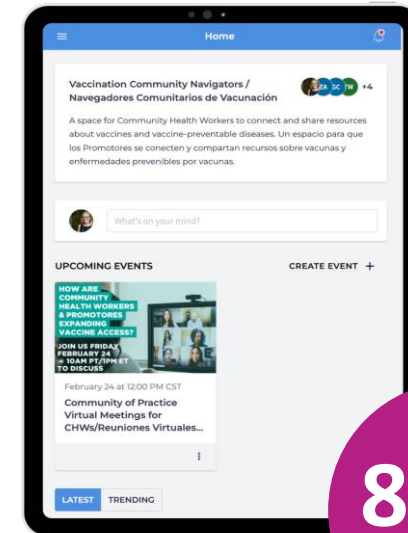 Home
Vaccination Community Navigators /
Navegadores Comunitarios de Vacunación
ZA SC TW +4
A space for Community Health Workers to connect and share resources
about vaccines and vaccine-preventable diseases. Un espacio para que
los Promotores se conecten y compartan recursos sobre vacunas y
enfermedades prevenibles por vacunas.
What's on your mind?
UPCOMING EVENTS
CREATE EVENT +
HOW ARE
COMMUNITY
HEALTH WORKERS
& PROMOTORES
EXPANDING
VACCINE ACCESS?
JOIN US FRIDAY
FEBRUARY 24
@ 10AM PT/1PM ET
TO DISCUSS
February 24 at 12:00 PM CST
Community of Practice
Virtual Meetings for
CHWs/Reuniones Virtuales...
LATEST TRENDING
8